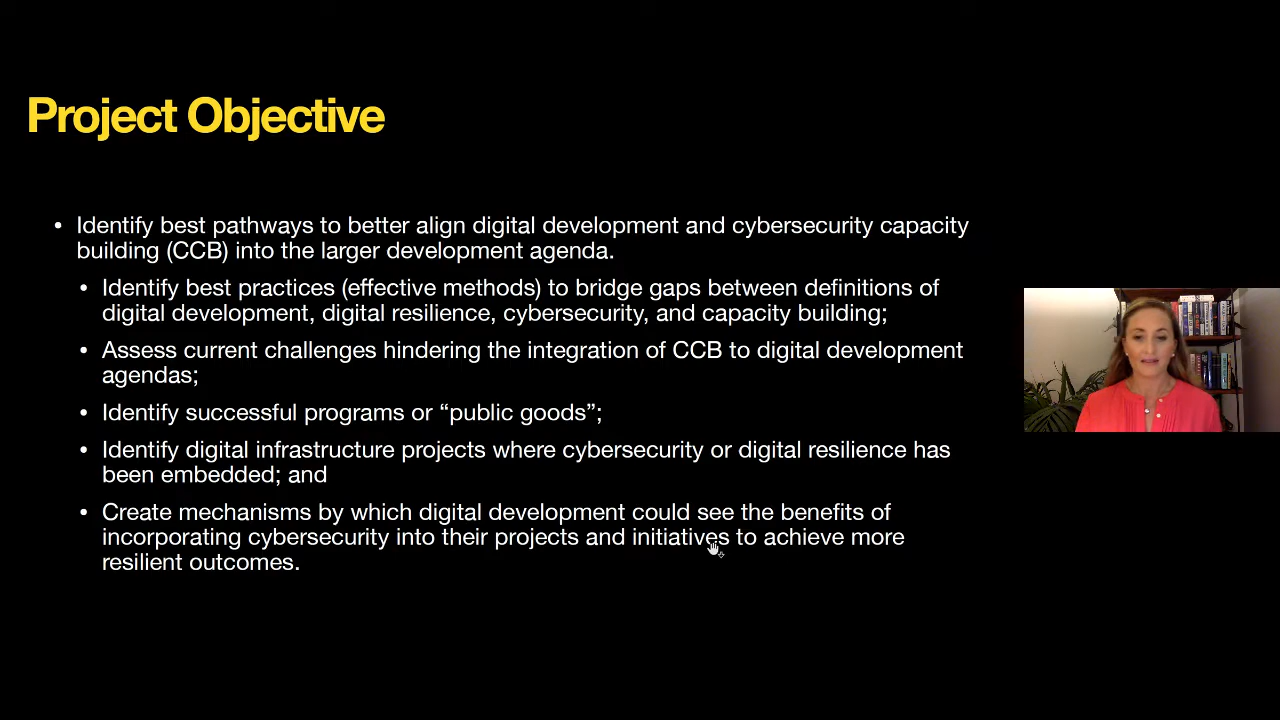 Project Objective
• Identify best pathways to better align digital development and cybersecurity capacity
building (CCB) into the larger development agenda.
• Identify best practices (effective methods) to bridge gaps between definitions of
digital development, digital resilience, cybersecurity, and capacity building;
• Assess current challenges hindering the integration of CCB to digital development
agendas;
• Identify successful programs or “public goods”;
• Identify digital infrastructure projects where cybersecurity or digital resilience has
been embedded; and
• Create mechanisms by which digital development could see the benefits of
incorporating cybersecurity into their projects and initiatives to achieve more
resilient outcomes.